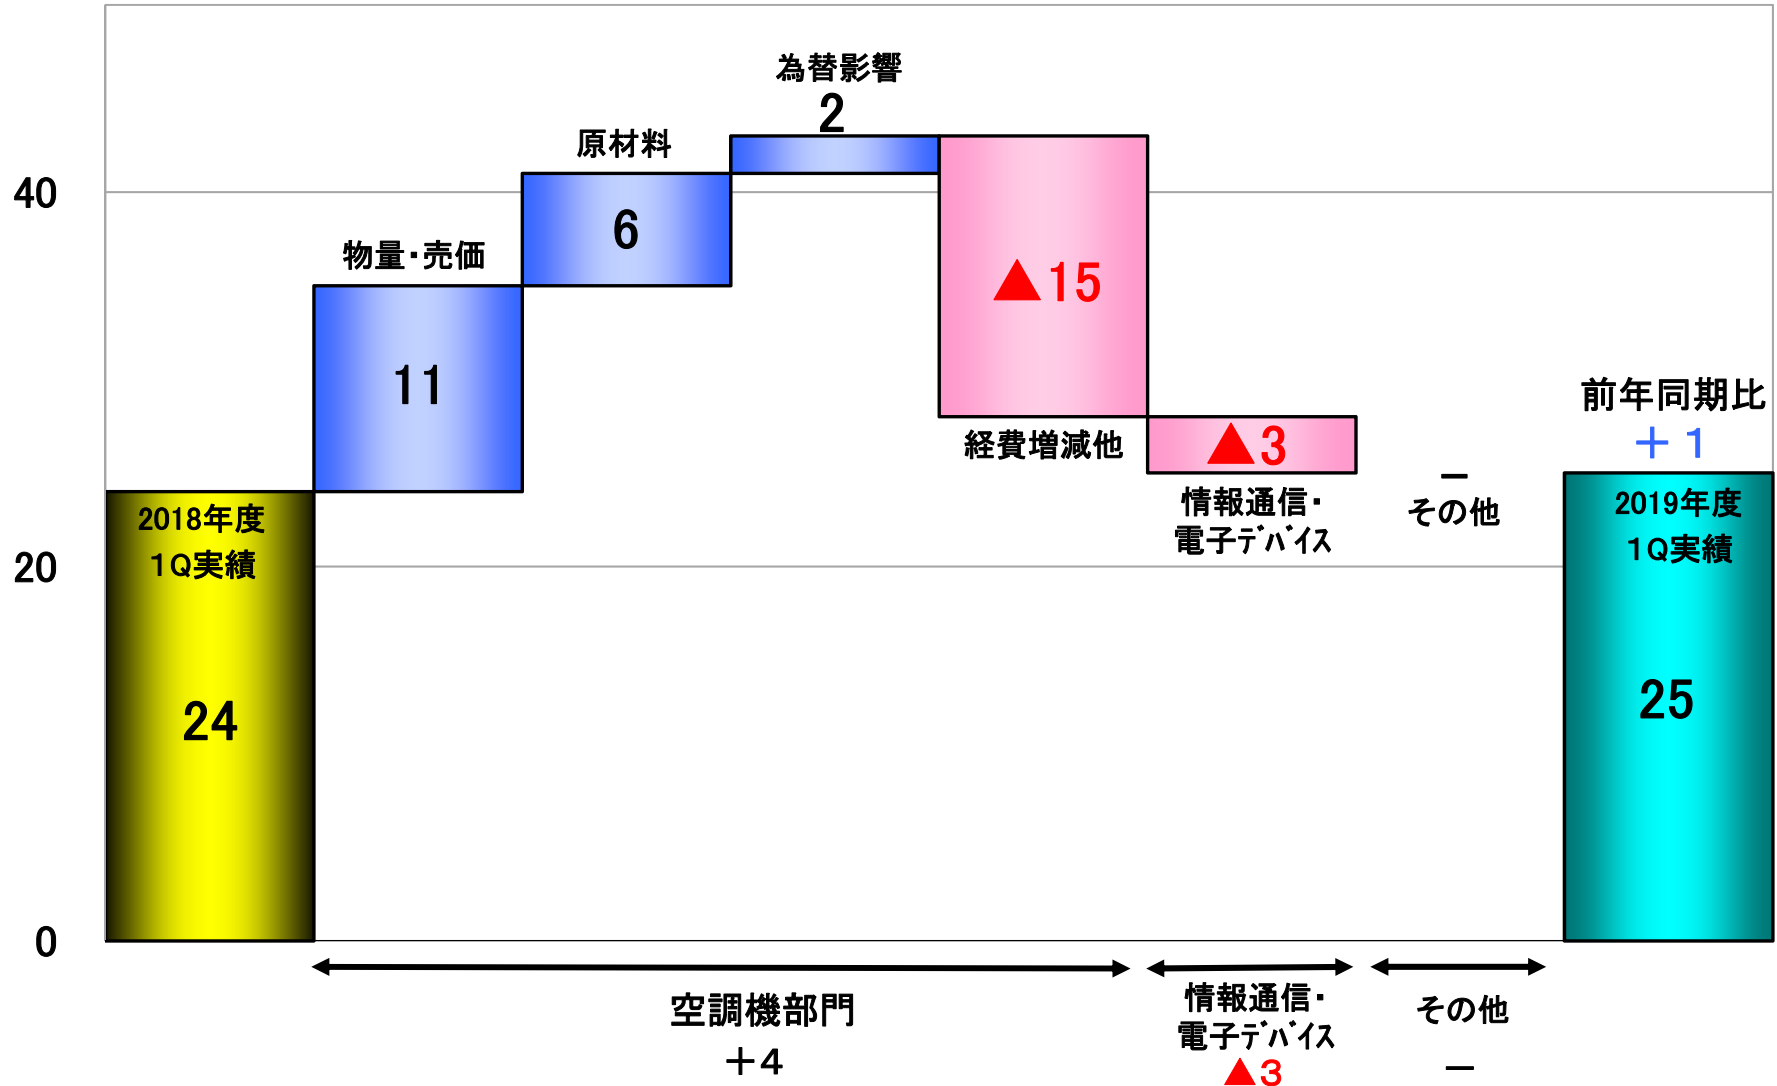 為替影響
2
原材料
40
6
物量・売価
▲15
11
前年同期比
＋1
経費増減他
▲3
－
情報通信・
電子ﾃﾞﾊﾞｲｽ
その他
2018年度
1Q実績
2019年度
1Q実績
20
24
25
0
空調機部門
＋4
情報通信・
電子ﾃﾞﾊﾞｲｽ
▲3
その他
－